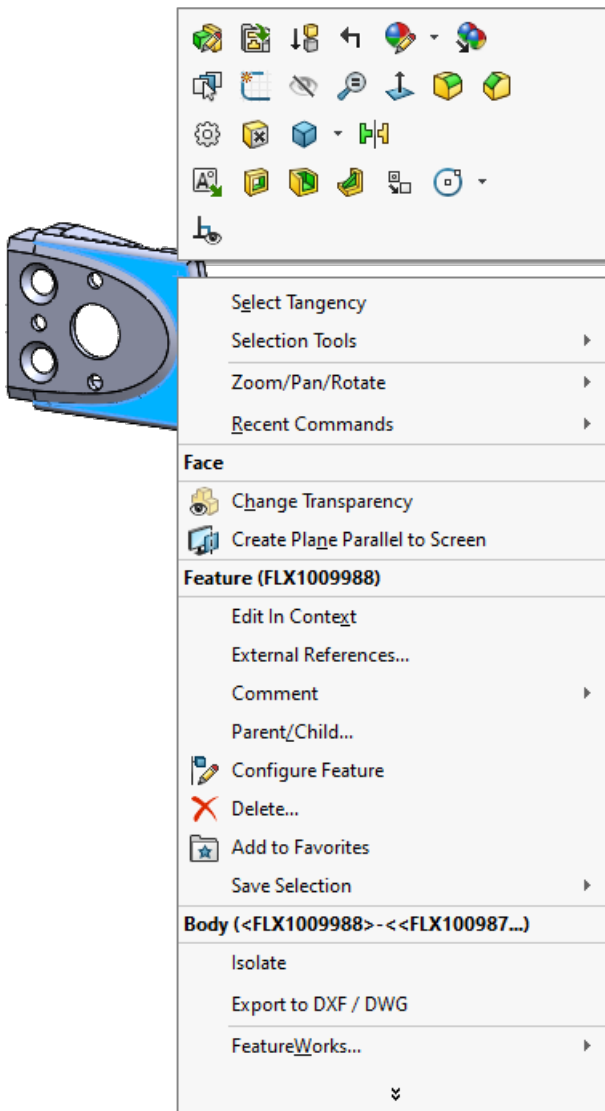 Select Tangency
Selection Tools
Zoom/Pan/Rotate
Recent Commands
Face
Change Transparency
Create Plane Parallel to Screen
Feature (FLX1009988)
Edit In Context
External References...
Comment
Parent/Child...
Configure Feature
Delete...
Add to Favorites
Save Selection
Body (<FLX1009988>-<<FLX100987...)
Isolate
Export to DXF / DWG
FeatureWorks...